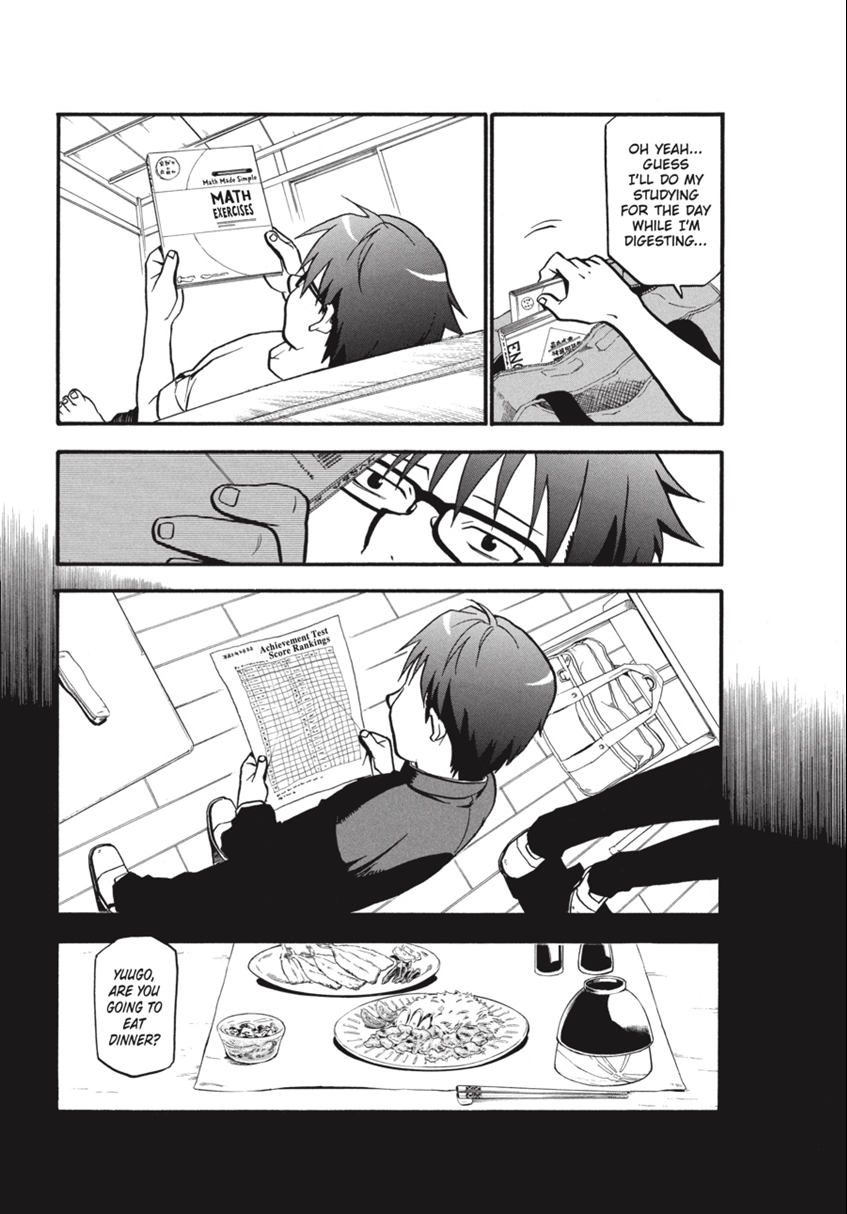 OH YEAH...
GUESS
I'LL DO MY
STUDYING
FOR THE DAY
WHILE I'M
DIGESTING...
ENG
Math Made Simple
MATH
EXERCISES
Achievement Test
Score Rankings
YUUGO,
ARE YOU
GOING TO
EAT
DINNER?